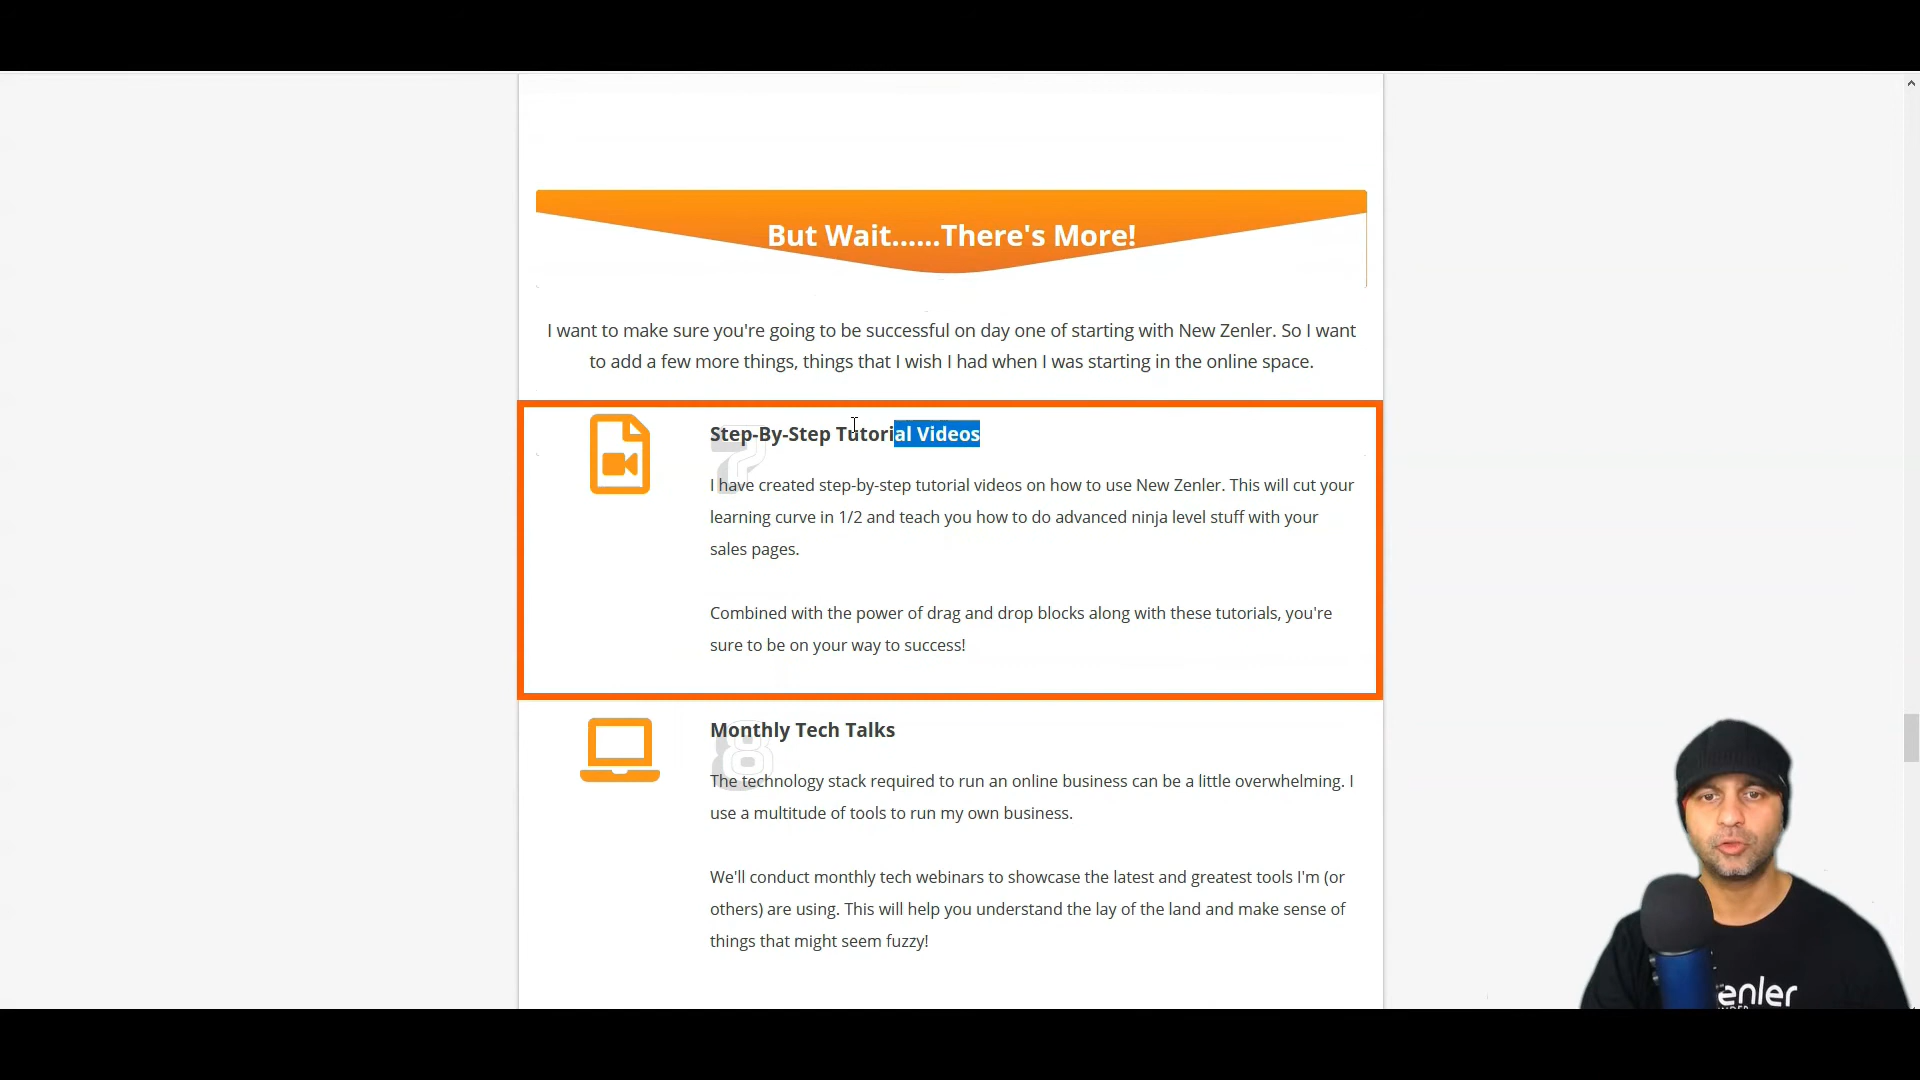 But Wait......There's More!
I want to make sure you're going to be successful on day one of starting with New Zenler. So I want
to add a few more things, things that I wish I had when I was starting in the online space.
7
Step-By-Step Tutorial Videos
I have created step-by-step tutorial videos on how to use New Zenler. This will cut your
learning curve in 1/2 and teach you how to do advanced ninja level stuff with your
sales pages.
Combined with the power of drag and drop blocks along with these tutorials, you're
sure to be on your way to success!
8
Monthly Tech Talks
The technology stack required to run an online business can be a little overwhelming. I
use a multitude of tools to run my own business.
We'll conduct monthly tech webinars to showcase the latest and greatest tools I'm (or
others) are using. This will help you understand the lay of the land and make sense of
things that might seem fuzzy!
enler